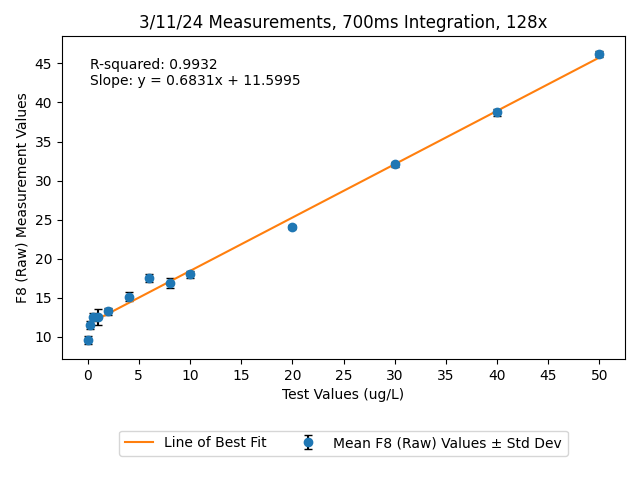 3/11/24 Measurements, 700ms Integration, 128x
R-squared: 0.9932
Slope: y = 0.6831x + 11.5995
F8 (Raw) Measurement Values
45
40
35
30
25
20
15
10
0 5 10 15 20 25 30 35 40 45 50
Test Values (ug/L)
Line of Best Fit Mean F8 (Raw) Values ± Std Dev